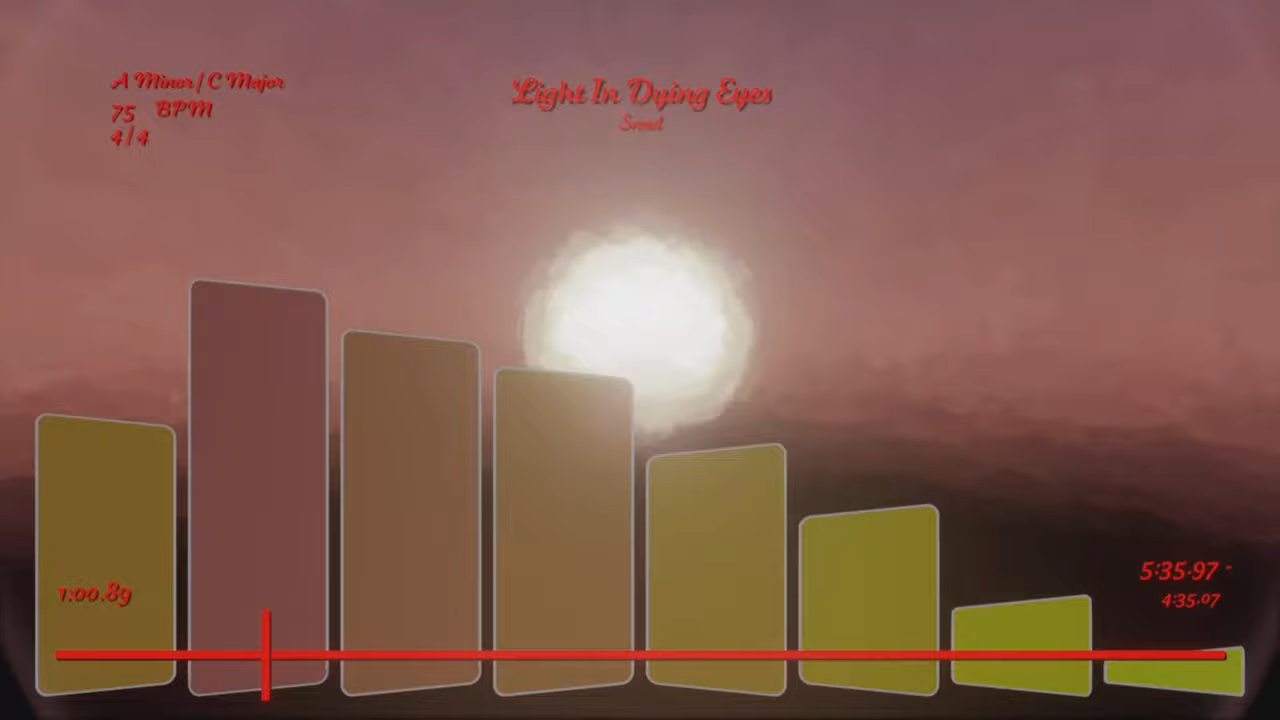 A Minor/C Major
75 BPM
4/4
Light In Dying Eyes
1:00.89
5:35.97 -
4:35.07